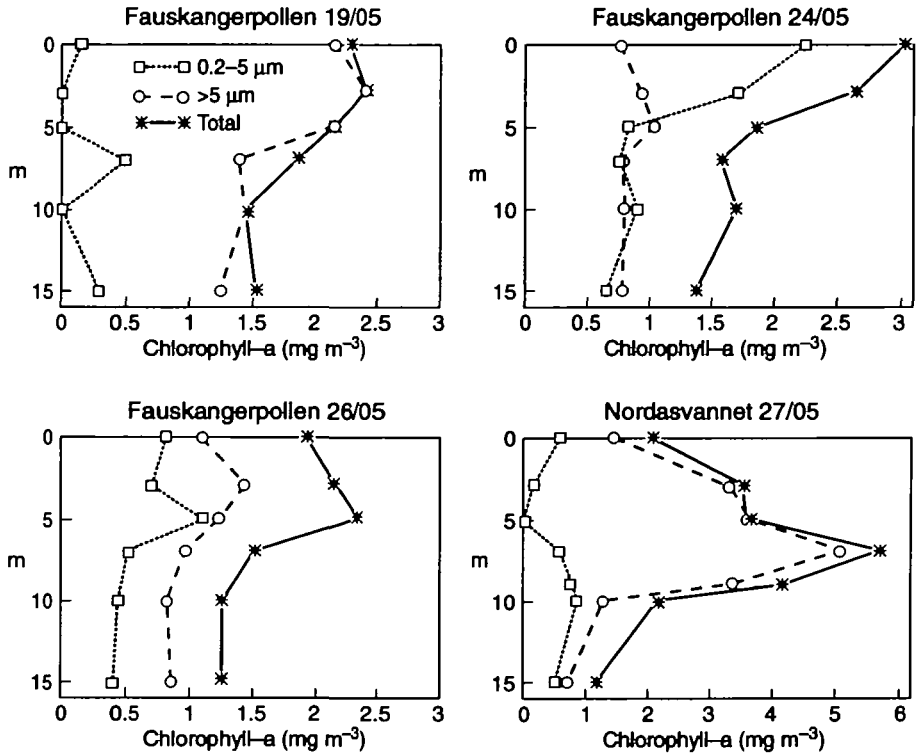 Fauskangerpollen 19/05
0
5
10
15
m
0.2–5 µm
>5 µm
Total
0 0.5 1 1.5 2 2.5 3
Chlorophyll–a (mg m⁻³)
Fauskangerpollen 24/05
0
5
10
15
m
0 0.5 1 1.5 2 2.5 3
Chlorophyll–a (mg m⁻³)
Fauskangerpollen 26/05
0
5
10
15
m
0 0.5 1 1.5 2 2.5 3
Chlorophyll–a (mg m⁻³)
Nordasvannet 27/05
0
5
10
15
m
0 1 2 3 4 5 6
Chlorophyll–a (mg m⁻³)